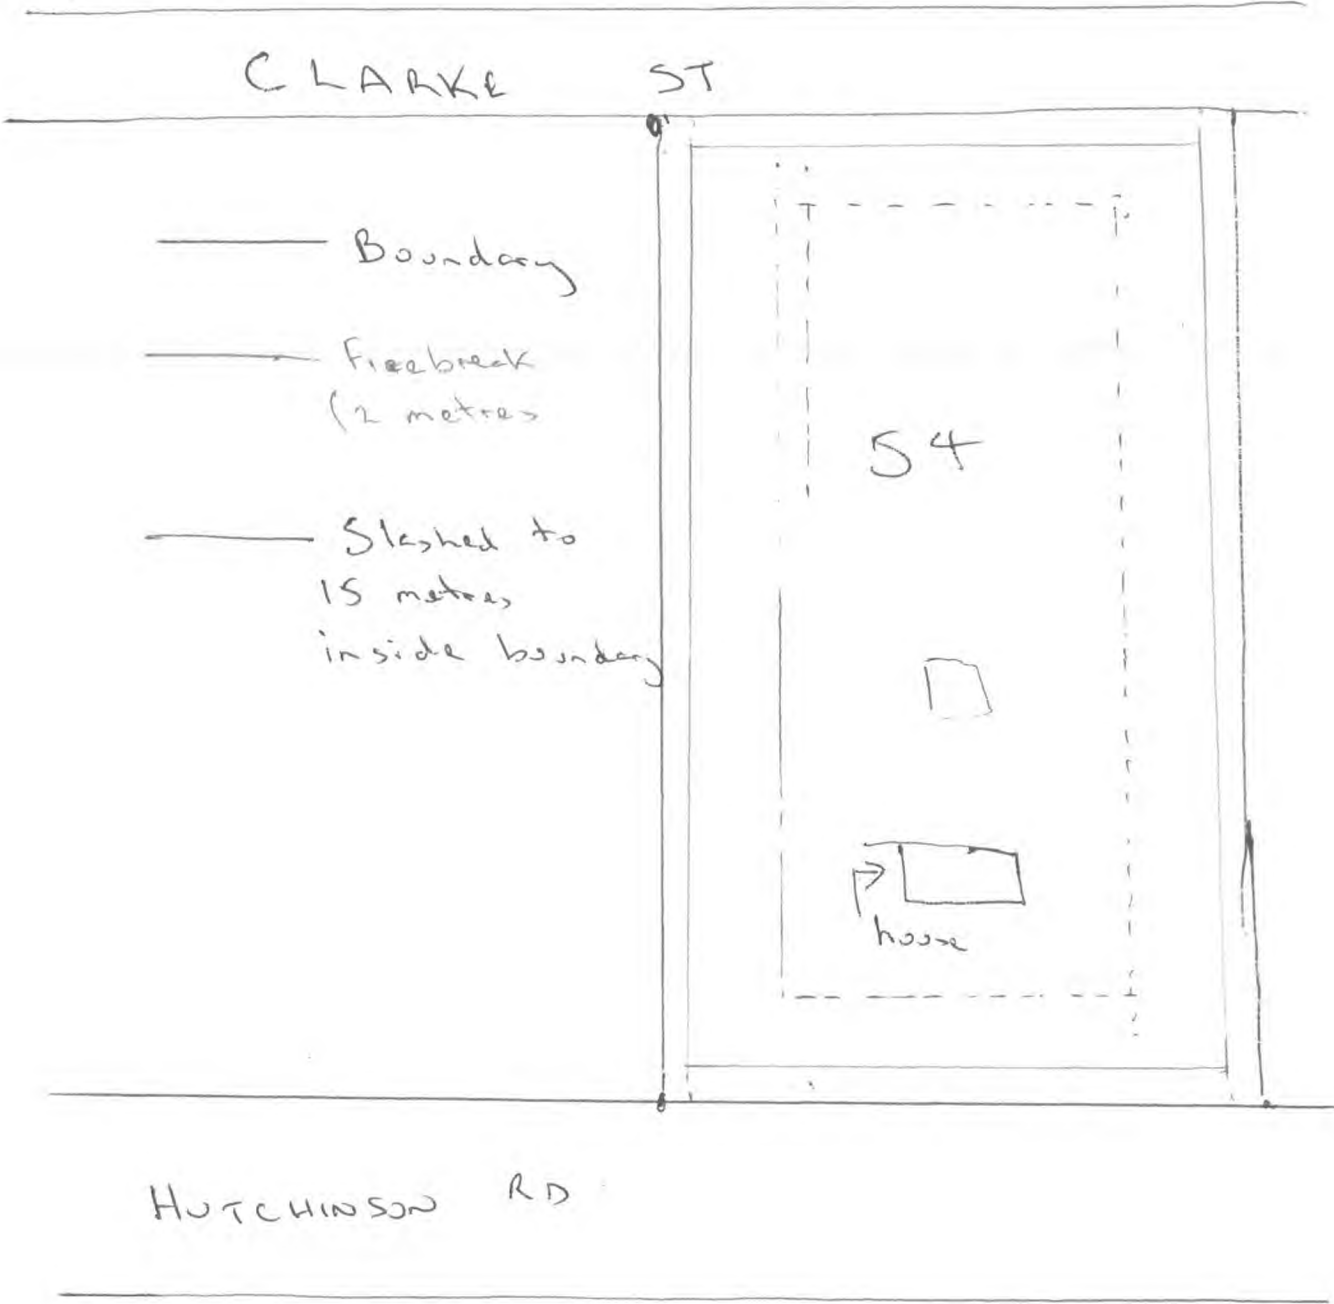 CLARKE ST
Boundary
Firebreak
(2 metres
Slashed to
15 metres
inside boundary
54
house
HUTCHINSON RD